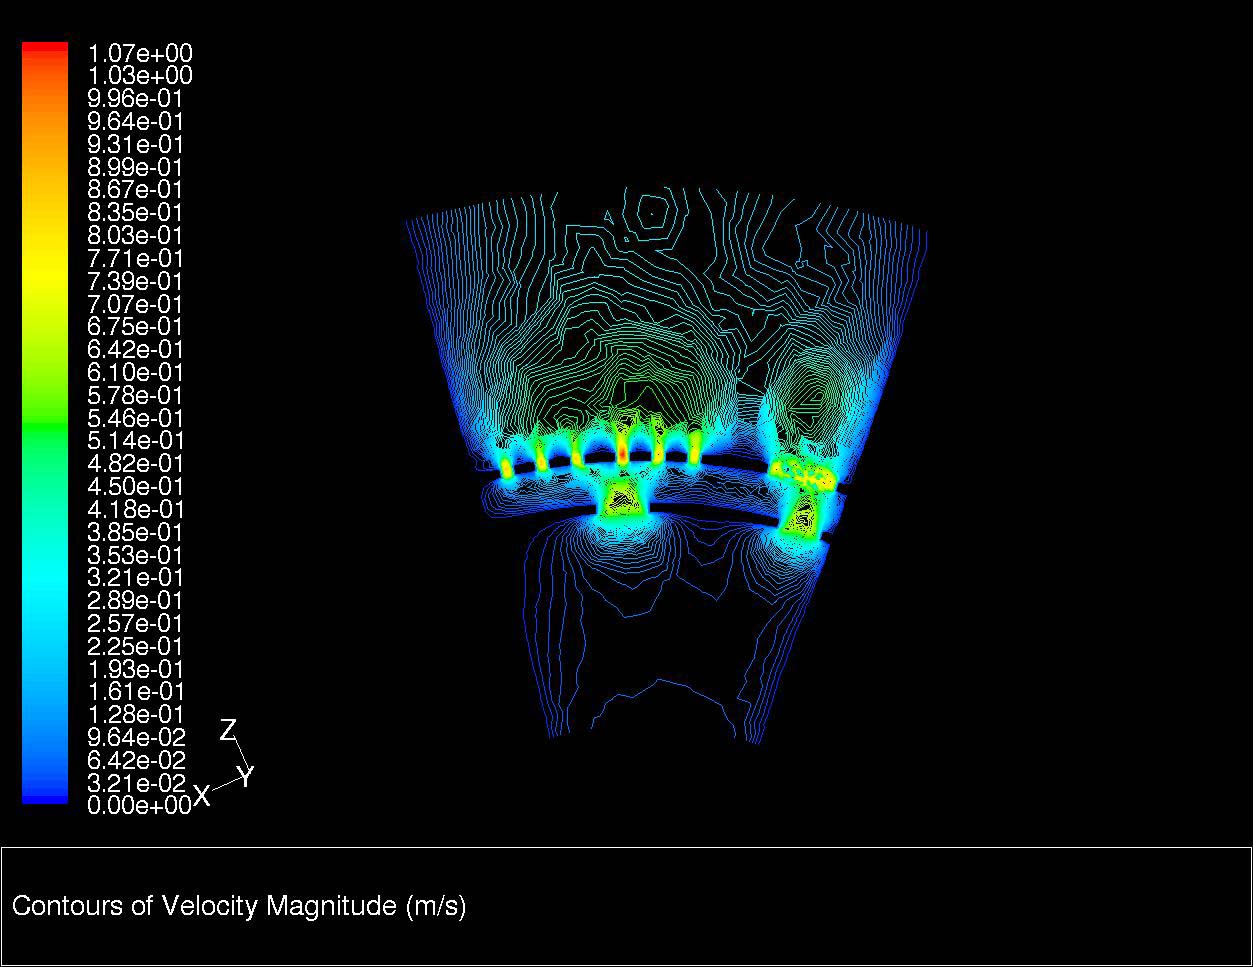 1.07e+00
1.03e+00
9.96e-01
9.64e-01
9.31e-01
8.99e-01
8.67e-01
8.35e-01
8.03e-01
7.71e-01
7.39e-01
7.07e-01
6.75e-01
6.42e-01
6.10e-01
5.78e-01
5.46e-01
5.14e-01
4.82e-01
4.50e-01
4.18e-01
3.85e-01
3.53e-01
3.21e-01
2.89e-01
2.57e-01
2.25e-01
1.93e-01
1.61e-01
1.28e-01
9.64e-02
6.42e-02
3.21e-02
0.00e+00
Z
Y
X
Contours of Velocity Magnitude (m/s)